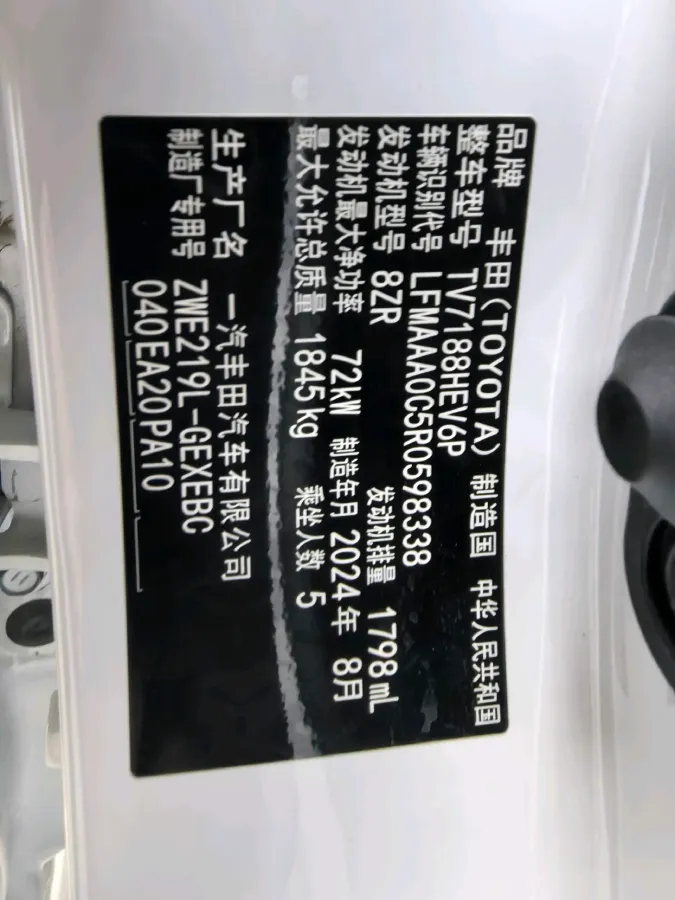 品牌 丰田(TOYOTA) 制造国 中华人民共和国
整车型号 TV7188HEV6P
车辆识别代号 LFMAAA0C5R0598338
发动机型号 8ZR 发动机排量 1798mL
发动机最大净功率 72kW 制造年月 2024年 8月
最大允许总质量 1845kg 乘坐人数 5
生产厂名 一汽丰田汽车有限公司
制造厂专用号 ZWE219L-GEXEBC
040EA20PA10